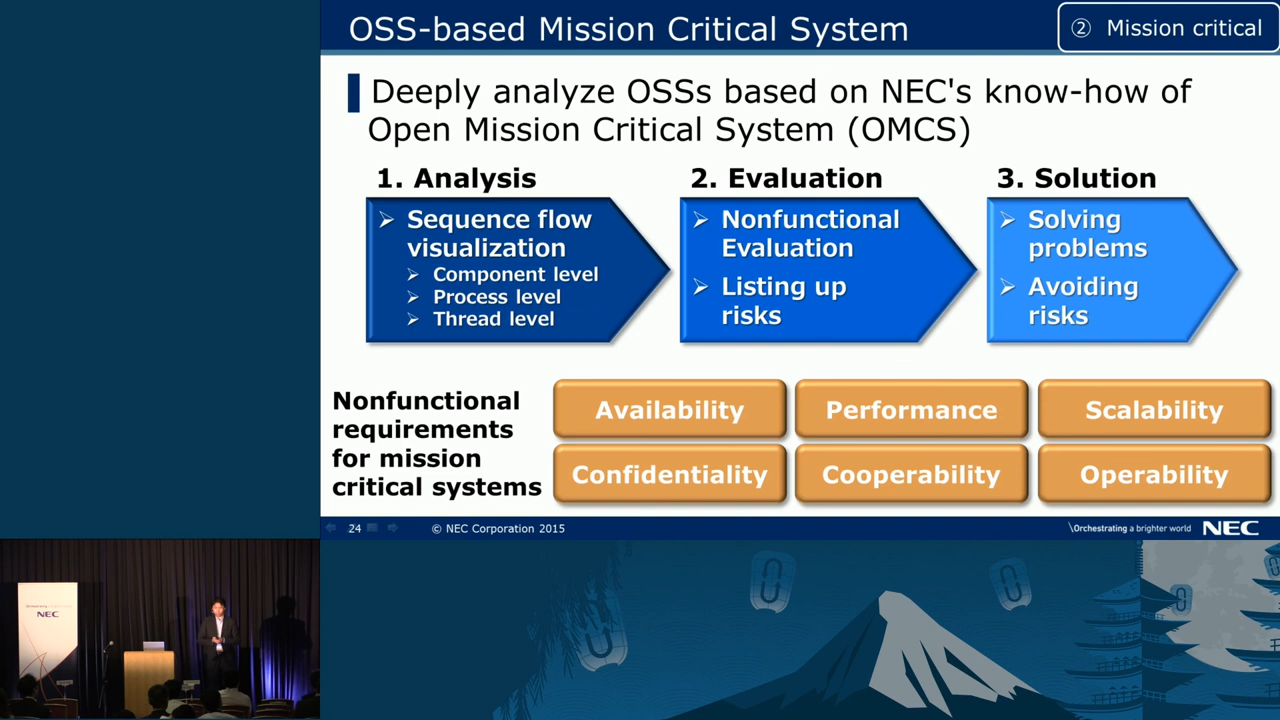 OSS-based Mission Critical System
② Mission critical
Deeply analyze OSSs based on NEC's know-how of
Open Mission Critical System (OMCS)
1. Analysis
Sequence flow
visualization
Component level
Process level
Thread level
2. Evaluation
Nonfunctional
Evaluation
Listing up
risks
3. Solution
Solving
problems
Avoiding
risks
Nonfunctional
requirements
for mission
critical systems
Availability
Performance
Scalability
Confidentiality
Cooperability
Operability
24
© NEC Corporation 2015
\Orchestrating a brighter world
NEC
NEC